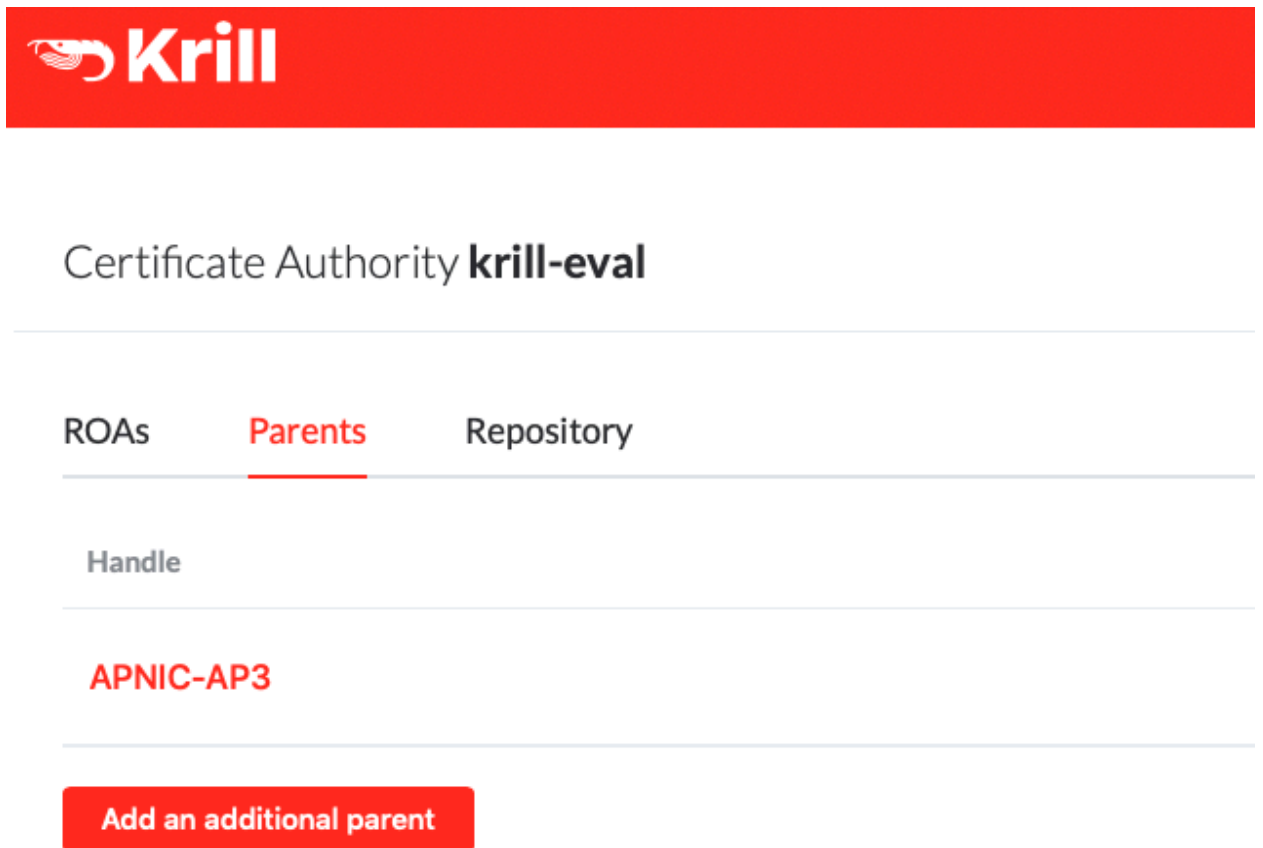 Krill
Certificate Authority krill-eval
ROAs Parents Repository
Handle
APNIC-AP3
Add an additional parent